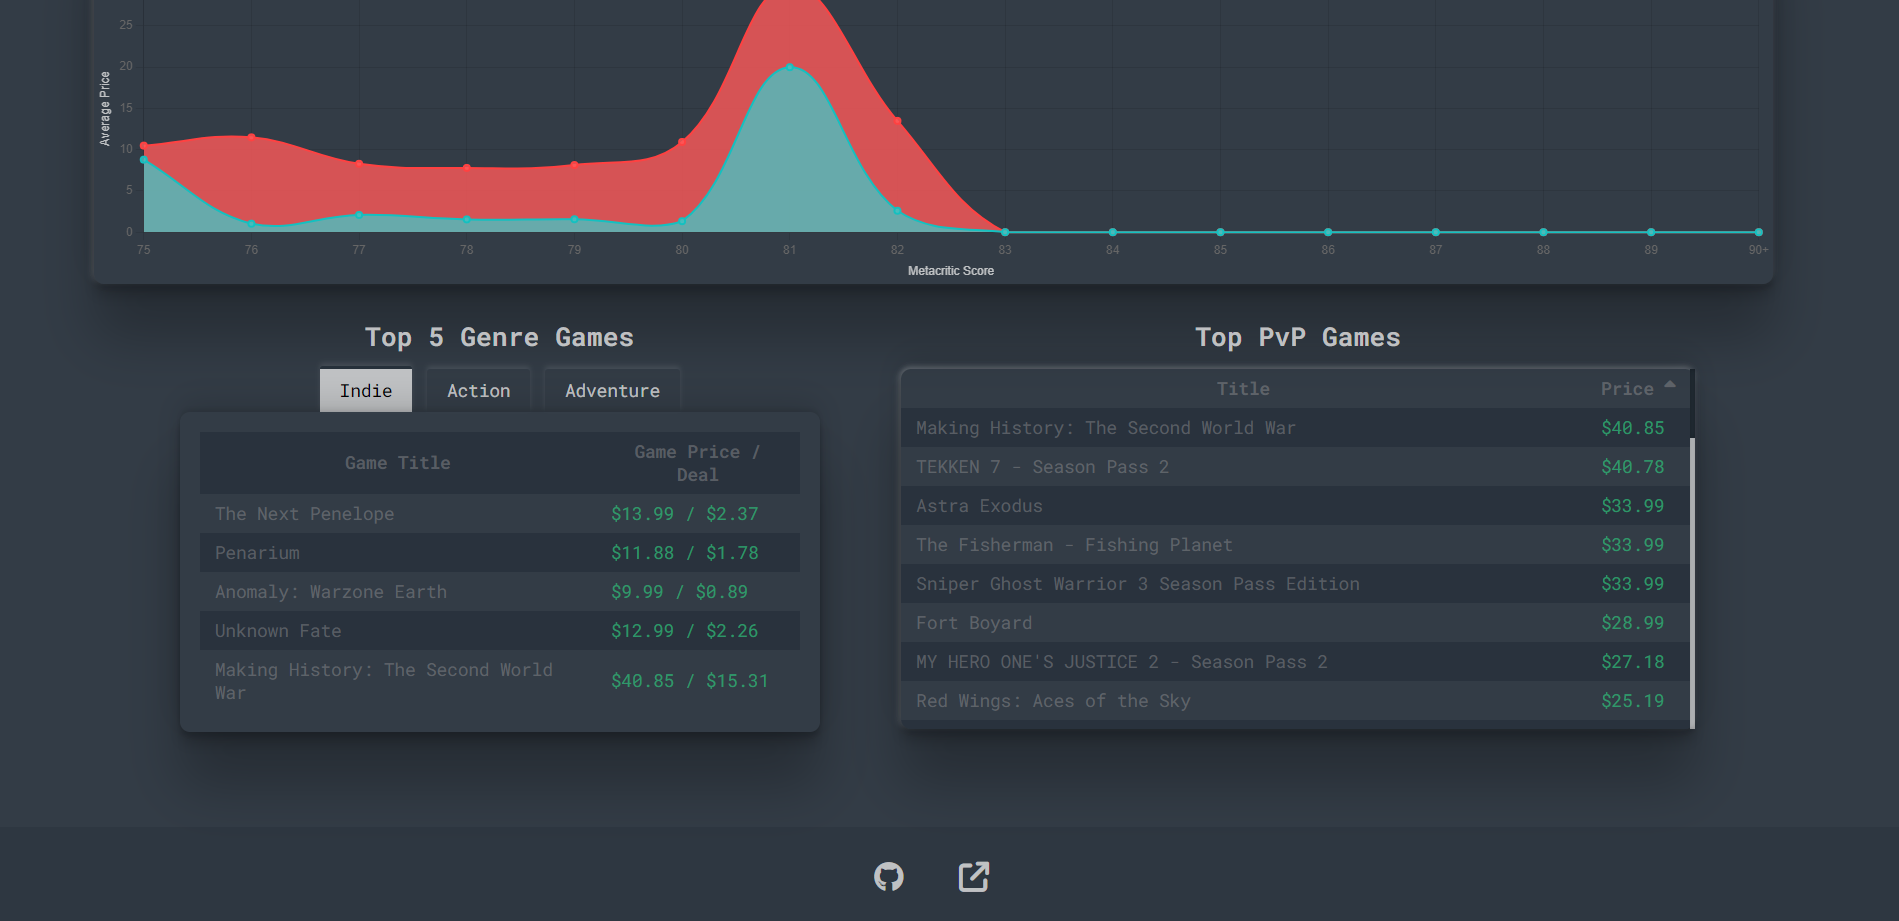 25
20
15
10
5
0
Average Price
75 76 77 78 79 80 81 82 83 84 85 86 87 88 89 90+
Metacritic Score
Top 5 Genre Games
Indie Action Adventure
Game Title
Game Price /
Deal
The Next Penelope $13.99 / $2.37
Penarium $11.88 / $1.78
Anomaly: Warzone Earth $9.99 / $0.89
Unknown Fate $12.99 / $2.26
Making History: The Second World
War
$40.85 / $15.31
Top PvP Games
Title Price
Making History: The Second World War $40.85
TEKKEN 7 - Season Pass 2 $40.78
Astra Exodus $33.99
The Fisherman - Fishing Planet $33.99
Sniper Ghost Warrior 3 Season Pass Edition $33.99
Fort Boyard $28.99
MY HERO ONE'S JUSTICE 2 - Season Pass 2 $27.18
Red Wings: Aces of the Sky $25.19